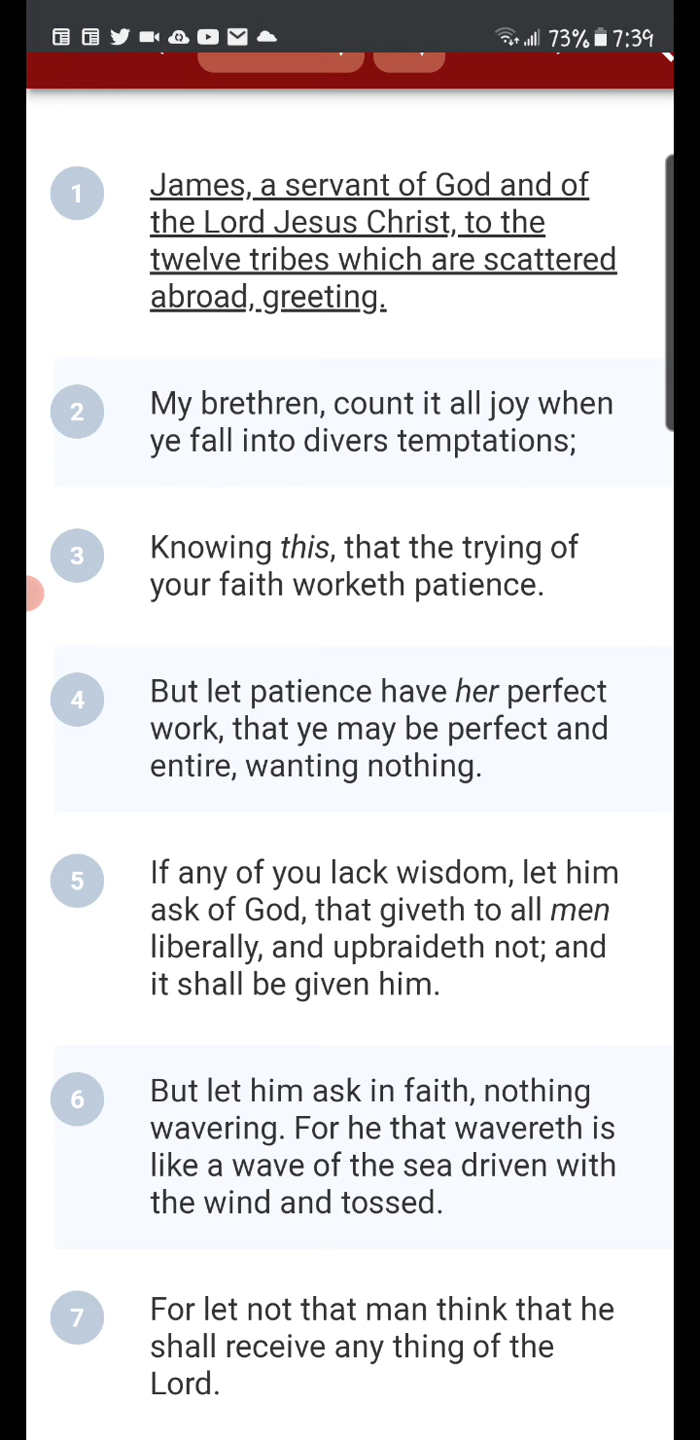 73% 7:39
1
James, a servant of God and of
the Lord Jesus Christ, to the
twelve tribes which are scattered
abroad, greeting.
2
My brethren, count it all joy when
ye fall into divers temptations;
3
Knowing this, that the trying of
your faith worketh patience.
4
But let patience have her perfect
work, that ye may be perfect and
entire, wanting nothing.
5
If any of you lack wisdom, let him
ask of God, that giveth to all men
liberally, and upbraideth not; and
it shall be given him.
6
But let him ask in faith, nothing
wavering. For he that wavereth is
like a wave of the sea driven with
the wind and tossed.
7
For let not that man think that he
shall receive any thing of the
Lord.